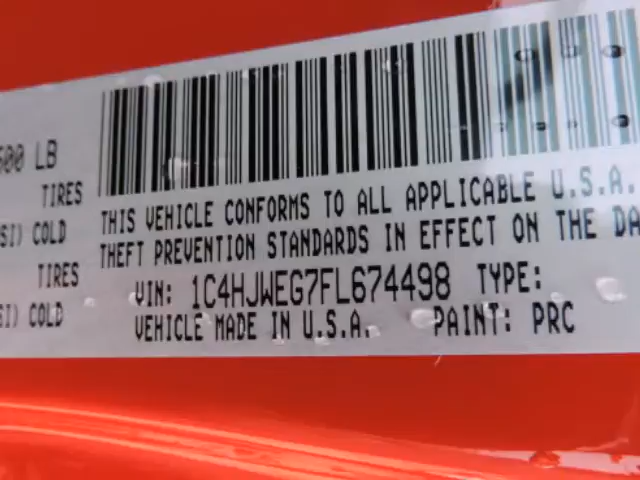 600 LB
TIRES
SI) COLD
TIRES
SI) COLD
THIS VEHICLE CONFORMS TO ALL APPLICABLE U.S.A.
THEFT PREVENTION STANDARDS IN EFFECT ON THE DA
VIN: 1C4HJWEG7FL674498 TYPE:
VEHICLE MADE IN U.S.A. PAINT: PRC